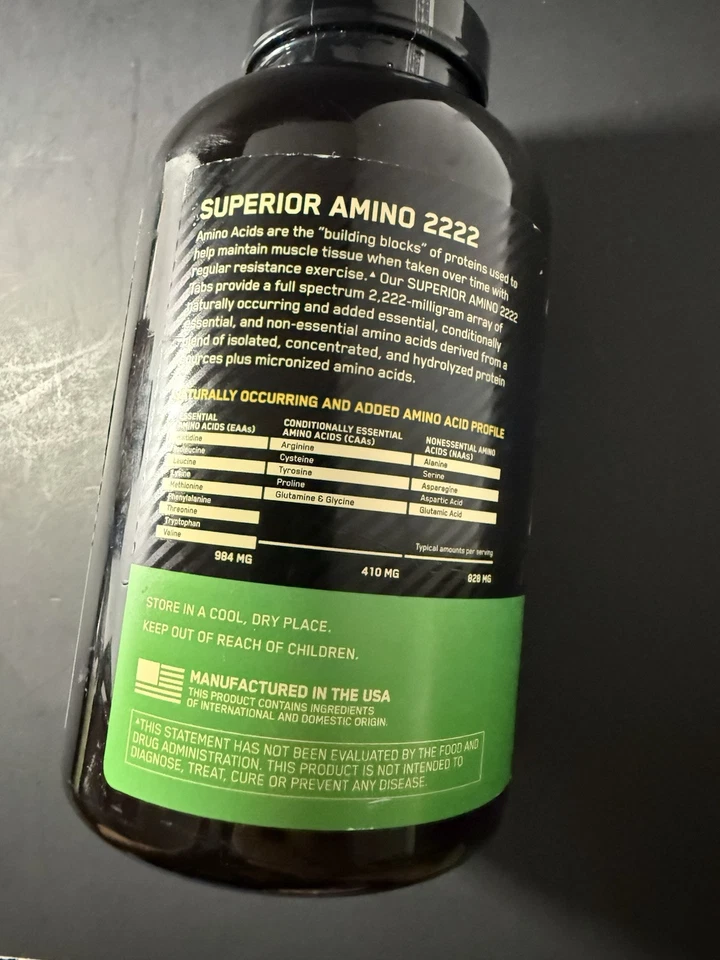 SUPERIOR AMINO 2222
Amino Acids are the "building blocks" of proteins used to
help maintain muscle tissue when taken over time with
regular resistance exercise.▲ Our SUPERIOR AMINO 2222
Tabs provide a full spectrum 2,222-milligram array of
naturally occurring and added essential, conditionally
essential, and non-essential amino acids derived from a
blend of isolated, concentrated, and hydrolyzed protein
sources plus micronized amino acids.
NATURALLY OCCURRING AND ADDED AMINO ACID PROFILE
ESSENTIAL
AMINO ACIDS (EAAs)
Histidine
Isoleucine
Leucine
Lysine
Methionine
Phenylalanine
Threonine
Tryptophan
Valine
984 MG
CONDITIONALLY ESSENTIAL
AMINO ACIDS (CAAs)
Arginine
Cysteine
Tyrosine
Proline
Glutamine & Glycine
410 MG
NONESSENTIAL AMINO
ACIDS (NAAs)
Alanine
Serine
Asparagine
Aspartic Acid
Glutamic Acid
Typical amounts per serving
828 MG
STORE IN A COOL, DRY PLACE.
KEEP OUT OF REACH OF CHILDREN.
MANUFACTURED IN THE USA
THIS PRODUCT CONTAINS INGREDIENTS
OF INTERNATIONAL AND DOMESTIC ORIGIN.
▲THIS STATEMENT HAS NOT BEEN EVALUATED BY THE FOOD AND
DRUG ADMINISTRATION. THIS PRODUCT IS NOT INTENDED TO
DIAGNOSE, TREAT, CURE OR PREVENT ANY DISEASE.